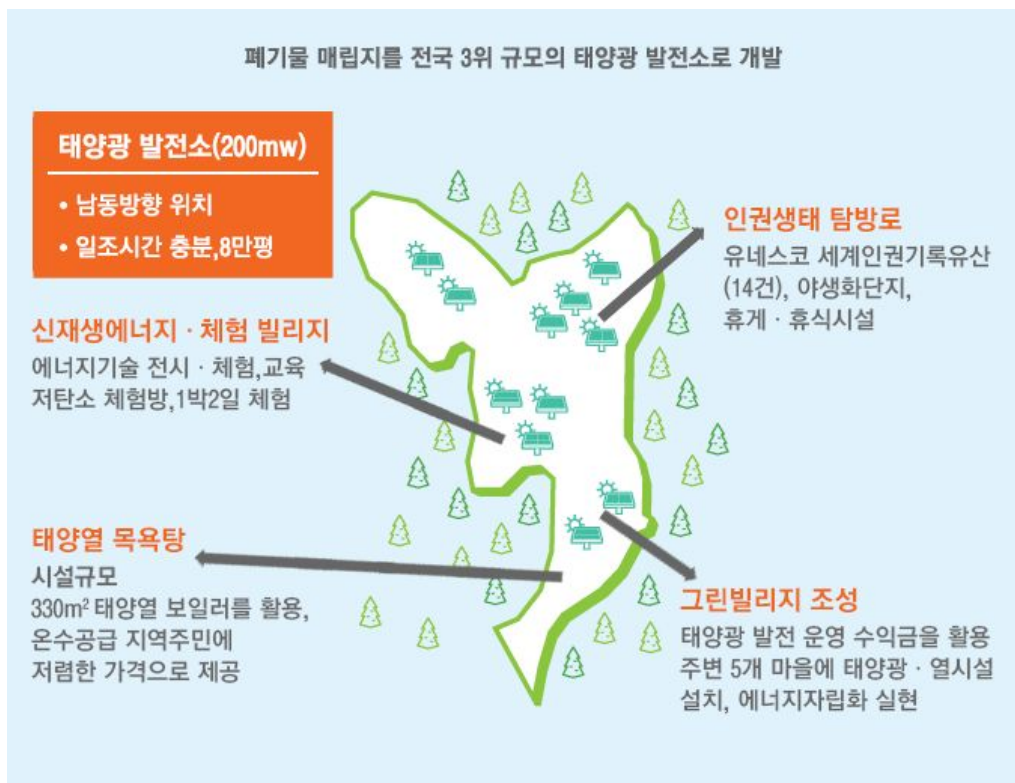 폐기물 매립지를 전국 3위 규모의 태양광 발전소로 개발
태양광 발전소(200mw)
• 남동방향 위치
• 일조시간 충분,8만평
인권생태 탐방로
유네스코 세계인권기록유산
(14건), 야생화단지,
휴게 · 휴식시설
신재생에너지 · 체험 빌리지
에너지기술 전시 · 체험,교육
저탄소 체험방,1박2일 체험
태양열 목욕탕
시설규모
330m² 태양열 보일러를 활용,
온수공급 지역주민에
저렴한 가격으로 제공
그린빌리지 조성
태양광 발전 운영 수익금을 활용
주변 5개 마을에 태양광 · 열시설
설치, 에너지자립화 실현